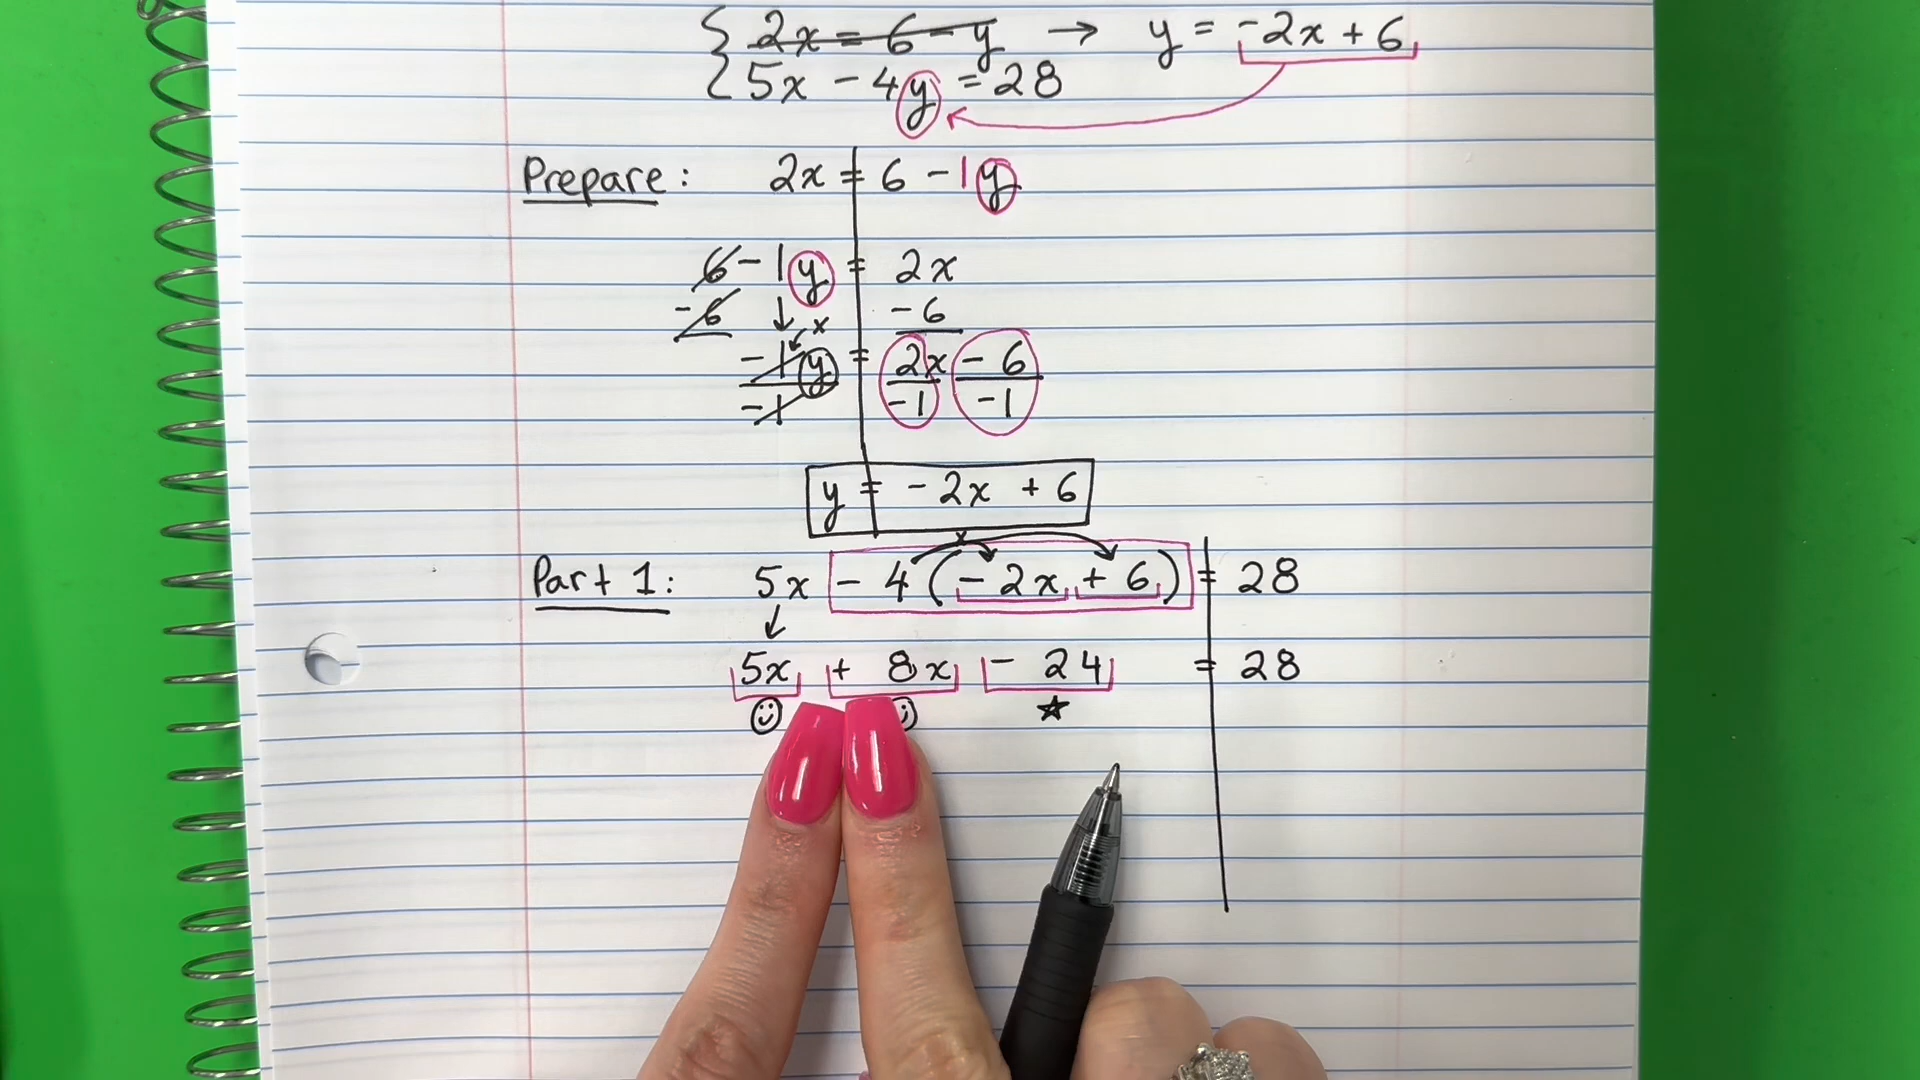 2x = 6 - y → y = -2x + 6
5x - 4y = 28
Prepare: 2x = 6 - 1y
6 - 1y = 2x
-6 -6
-1y = 2x - 6
-1 -1 -1
y = -2x + 6
x
Part 1: 5x - 4(-2x + 6) = 28
5x + 8x - 24 = 28